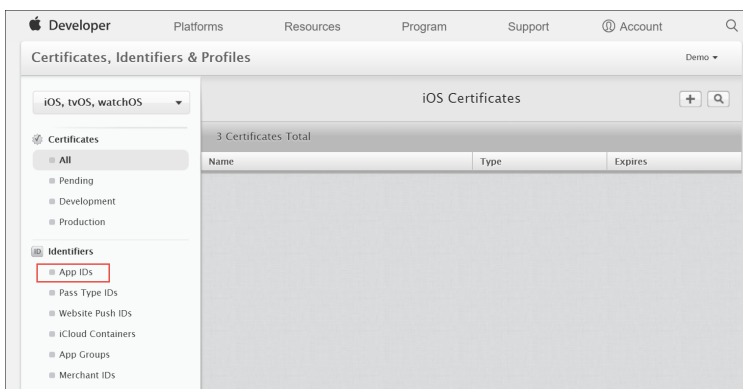 Developer Platforms Resources Program Support Account
Certificates, Identifiers & Profiles Demo
iOS, tvOS, watchOS
iOS Certificates
Certificates
All
Pending
Development
Production
ID Identifiers
App IDs
Pass Type IDs
Website Push IDs
iCloud Containers
App Groups
Merchant IDs
3 Certificates Total
Name Type Expires